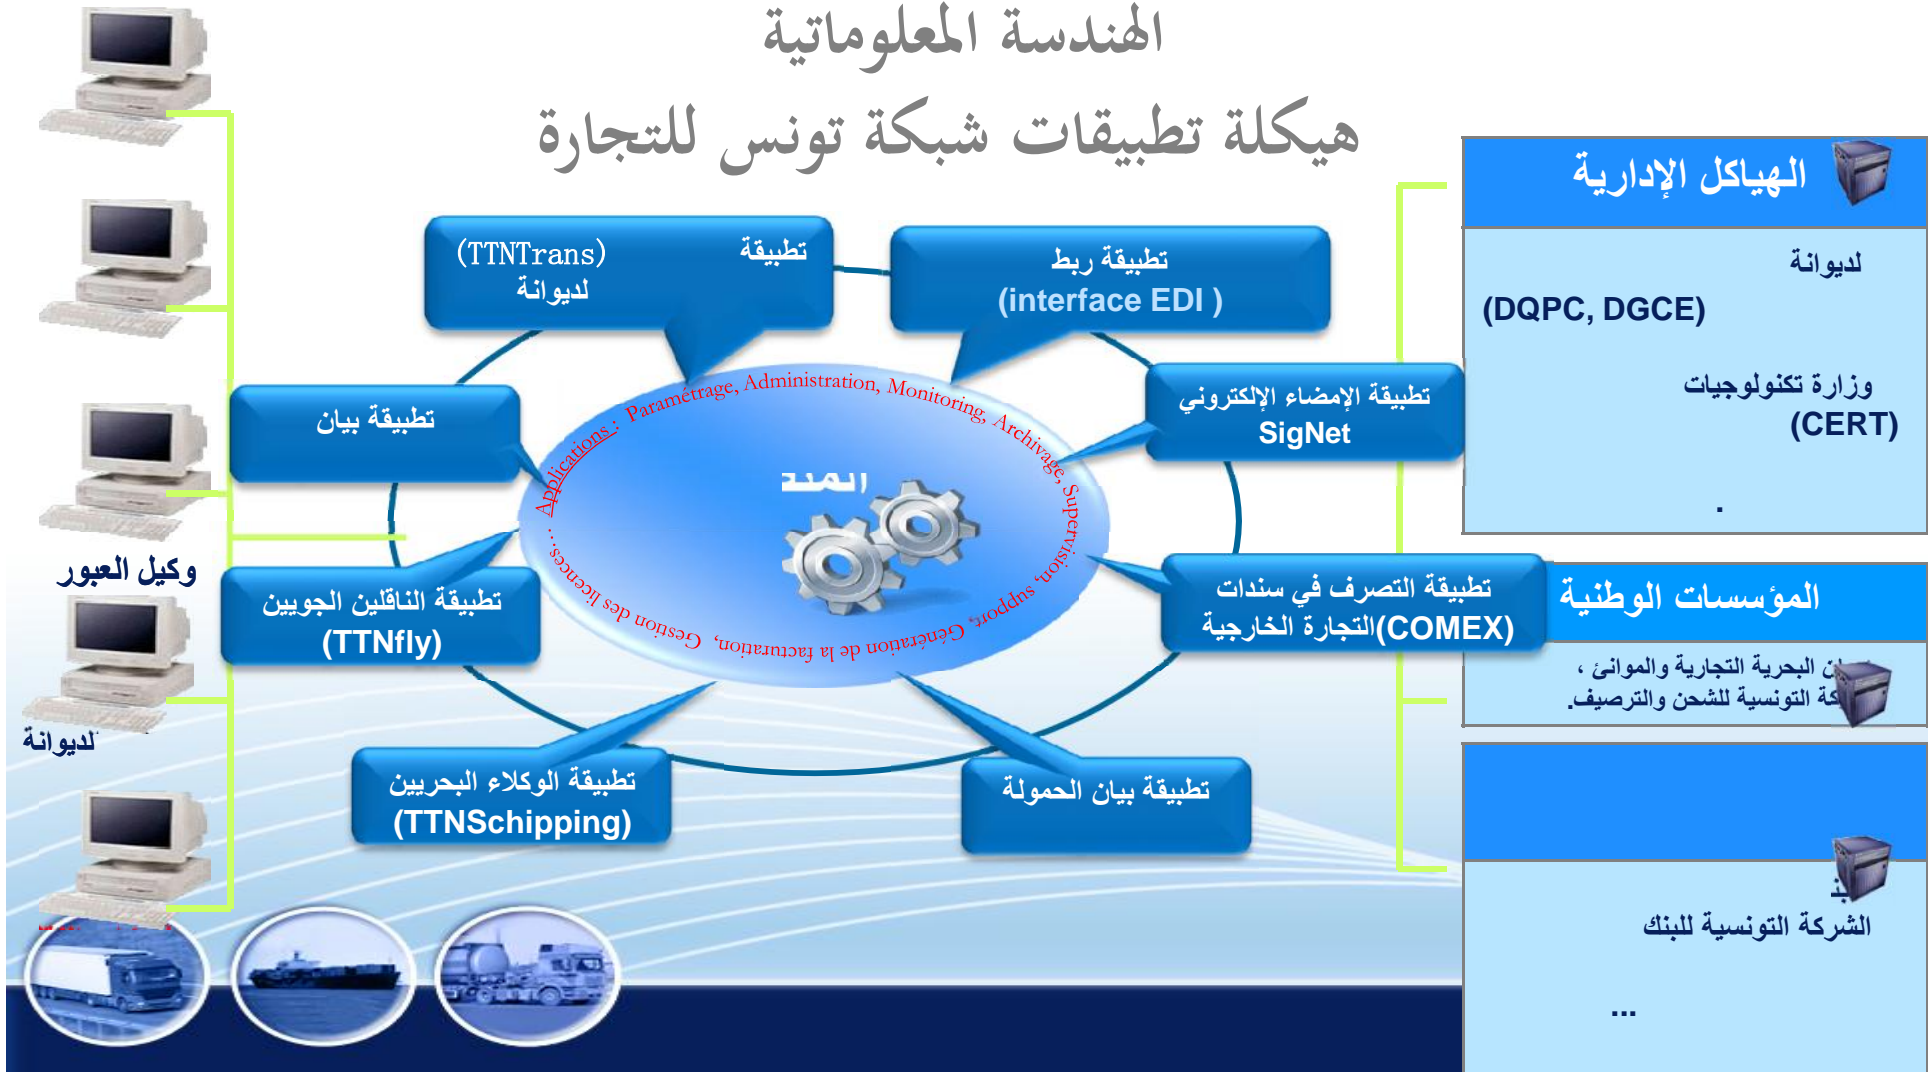 الهندسة المعلوماتية
هيكلة تطبيقات شبكة تونس للتجارة
تطبيقة (TTNTrans)
لديوانة
تطبيقة ربط
(interface EDI )
تطبيقة الإمضاء الإلكتروني
SigNet
تطبيقة بيان
تطبيقة الناقلين الجويين
(TTNfly)
تطبيقة التصرف في سندات
التجارة الخارجية(COMEX)
تطبيقة الوكلاء البحريين
(TTNSchipping)
تطبيقة بيان الحمولة
Applications : Paramétrage, Administration, Monitoring, Archivage, Supervision, support, Génération de la facturation, Gestion des licences…
وكيل العبور
لديوانة
الهياكل الإدارية
لديوانة
(DQPC, DGCE)
وزارة تكنولوجيات
(CERT)
.
المؤسسات الوطنية
البحرية التجارية والموانئ ،
التونسية للشحن والترصيف.
الشركة التونسية للبنك
...